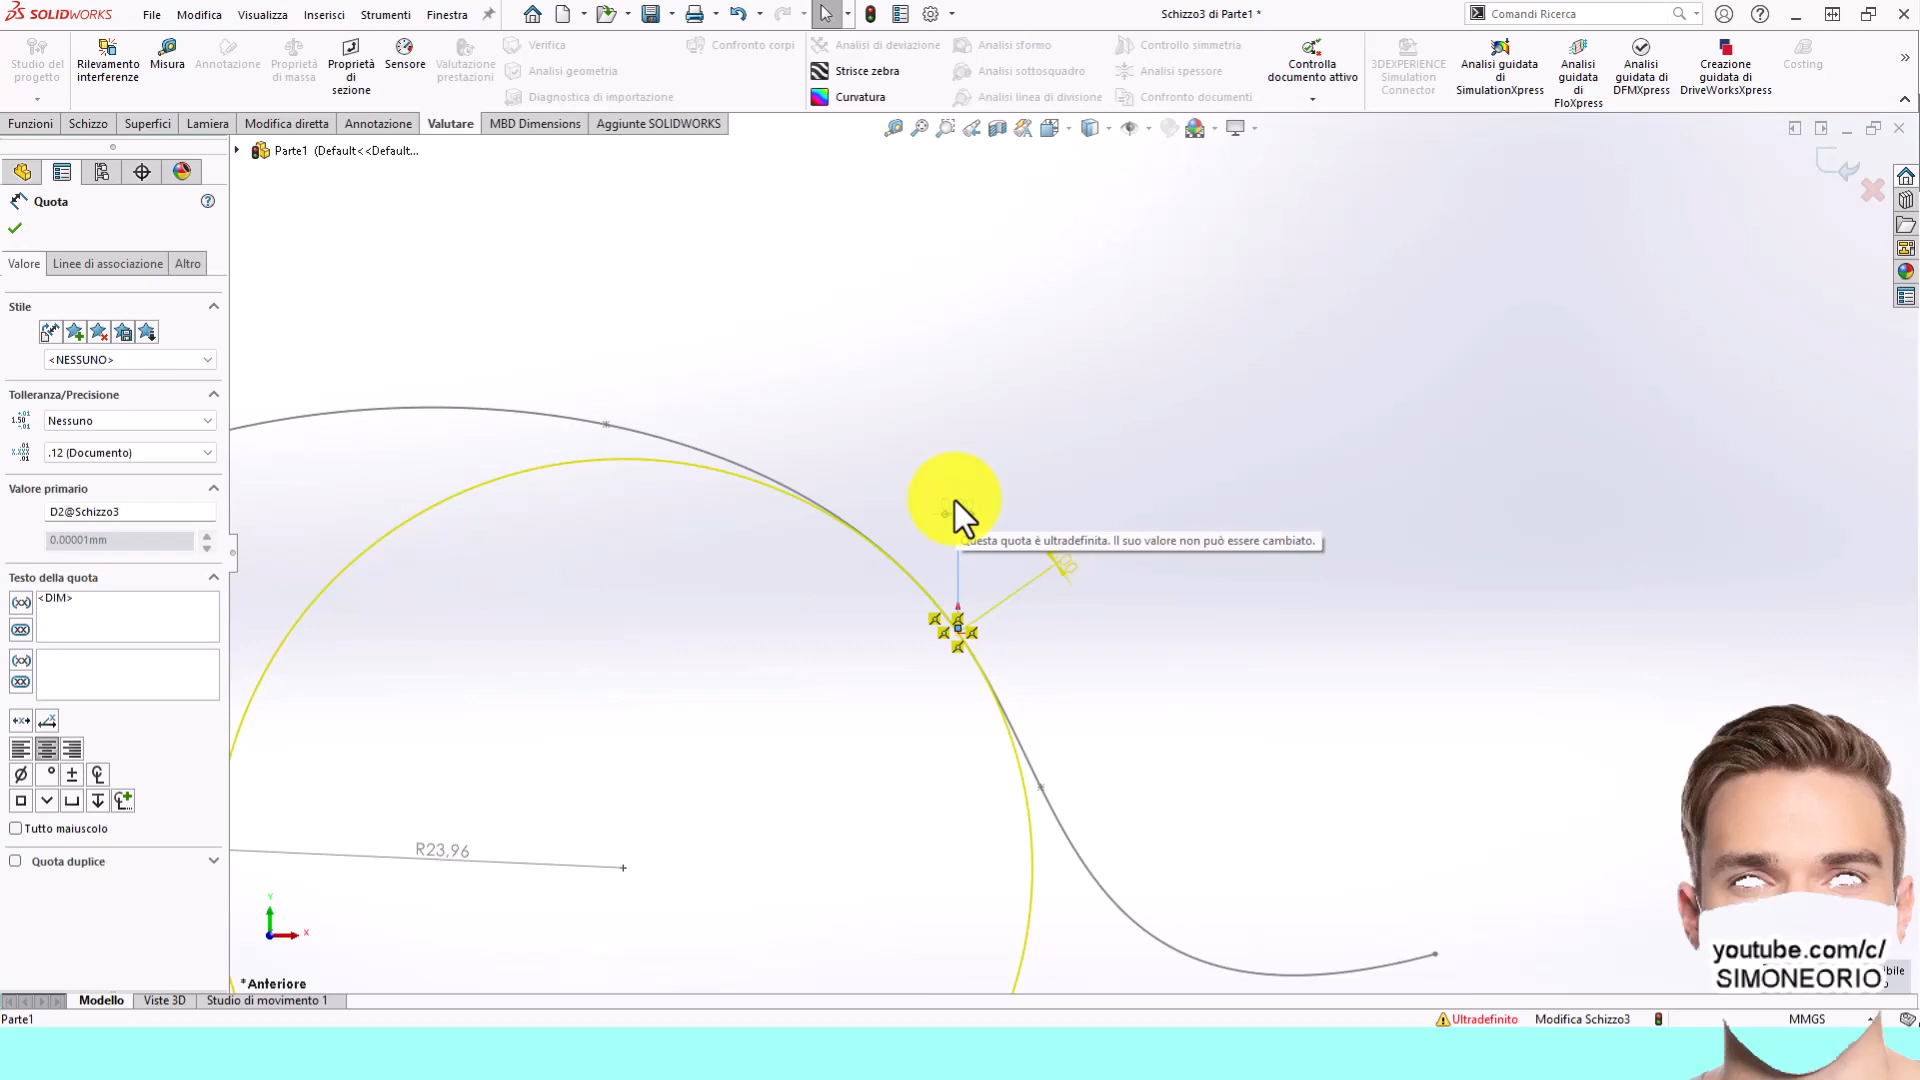 SOLIDWORKS
File
Modifica
Visualizza
Inserisci
Strumenti
Finestra
Schizzo3 di Parte1 *
Comandi Ricerca
Studio del
progetto
Rilevamento
interferenze
Misura
Annotazione
Proprietà
di massa
Proprietà
di
sezione
Sensore
Valutazione
prestazioni
Verifica
Analisi geometria
Diagnostica di importazione
Confronto corpi
Strisce zebra
Curvatura
Analisi di deviazione
Analisi sformo
Analisi sottosquadro
Analisi linea di divisione
Controllo simmetria
Analisi spessore
Confronto documenti
Controlla
documento attivo
3DEXPERIENCE
Simulation
Connector
Analisi guidata
di
SimulationXpress
Analisi
guidata
di
FloXpress
Analisi
guidata di
DFMXpress
Creazione
guidata di
DriveWorksXpress
Costing
Funzioni
Schizzo
Superfici
Lamiera
Modifica diretta
Annotazione
Valutare
MBD Dimensions
Aggiunte SOLIDWORKS
Parte1 (Default<<Default...
Quota
Valore
Linee di associazione
Altro
Stile
<NESSUNO>
Tolleranza/Precisione
Nessuno
.12 (Documento)
Valore primario
D2@Schizzo3
0.00001mm
Testo della quota
<DIM>
Tutto maiuscolo
Quota duplice
Questa quota è ultradefinita. Il suo valore non può essere cambiato.
R23,96
Y
X
*Anteriore
youtube.com/c/
SIMONEORIO
Modello
Viste 3D
Studio di movimento 1
Parte1
Ultradefinito
Modifica Schizzo3
MMGS